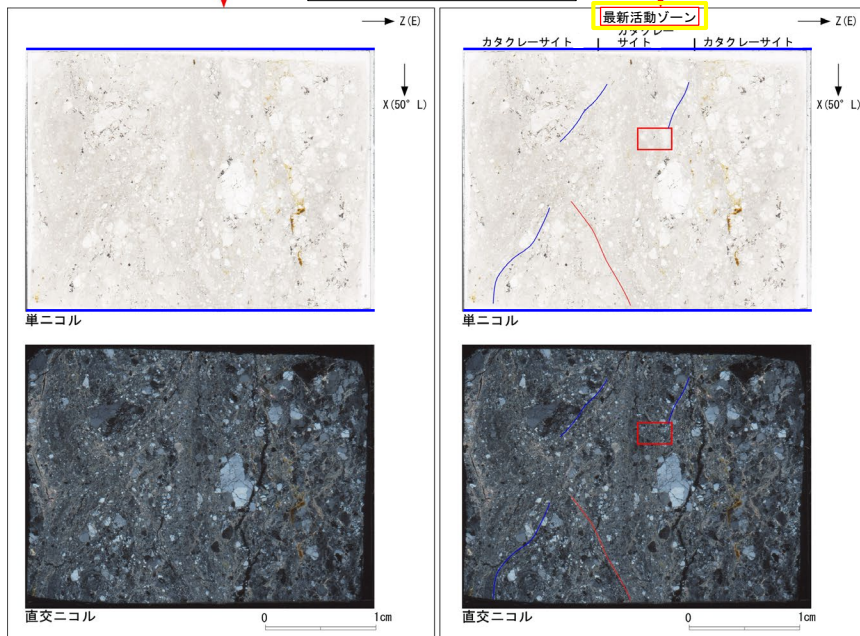 Z(E)
X(50° L)
単ニコル
直交ニコル
0 1cm
最新活動ゾーン
Z(E)
カタクレーサイト
カタクレー
サイト
カタクレーサイト
X(50° L)
単ニコル
直交ニコル
0 1cm